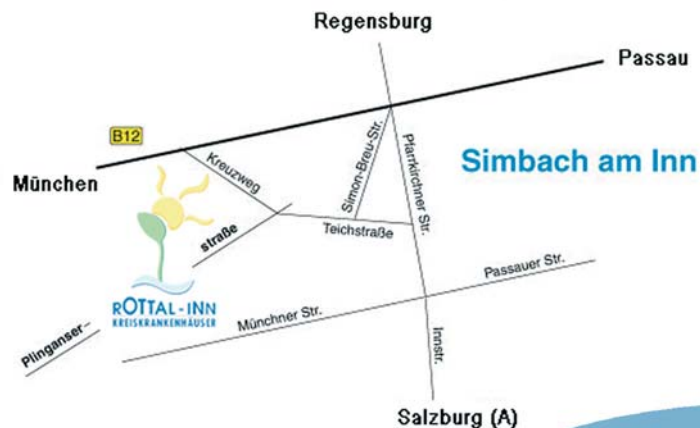 Regensburg
Passau
B12
München
Kreuzweg
Simon-Breu-Str.
Pfarrkirchner Str.
Simbach am Inn
straße
Teichstraße
Passauer Str.
ROTTAL-INN
KREISKRANKENHÄUSER
Münchner Str.
Plinganser–
Innstr.
Salzburg (A)